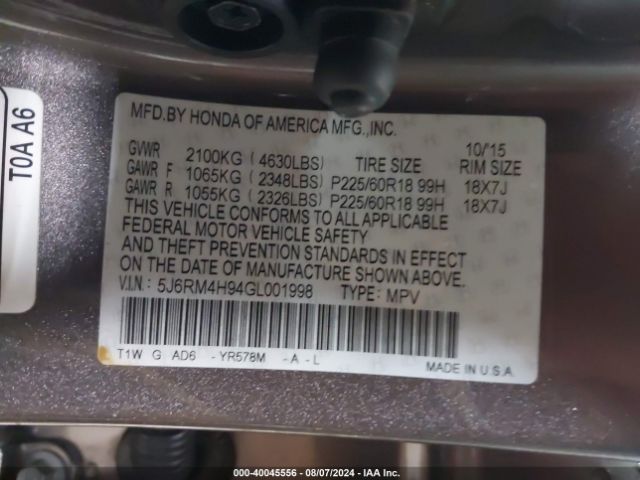 T0A A6
MFD.BY HONDA OF AMERICA MFG.,INC.
10/'15
GVWR 2100KG ( 4630LBS) TIRE SIZE RIM SIZE
GAWR F 1065KG ( 2348LBS) P225/60R18 99H 18X7J
GAWR R 1055KG ( 2326LBS) P225/60R18 99H 18X7J
THIS VEHICLE CONFORMS TO ALL APPLICABLE
FEDERAL MOTOR VEHICLE SAFETY
AND THEFT PREVENTION STANDARDS IN EFFECT
ON THE DATE OF MANUFACTURE SHOWN ABOVE.
V.I.N.: 5J6RM4H94GL001998 TYPE: MPV
T1W G AD6 - YR578M - A - L MADE IN U.S.A.
000-40045556 - 08/07/2024 - IAA Inc.